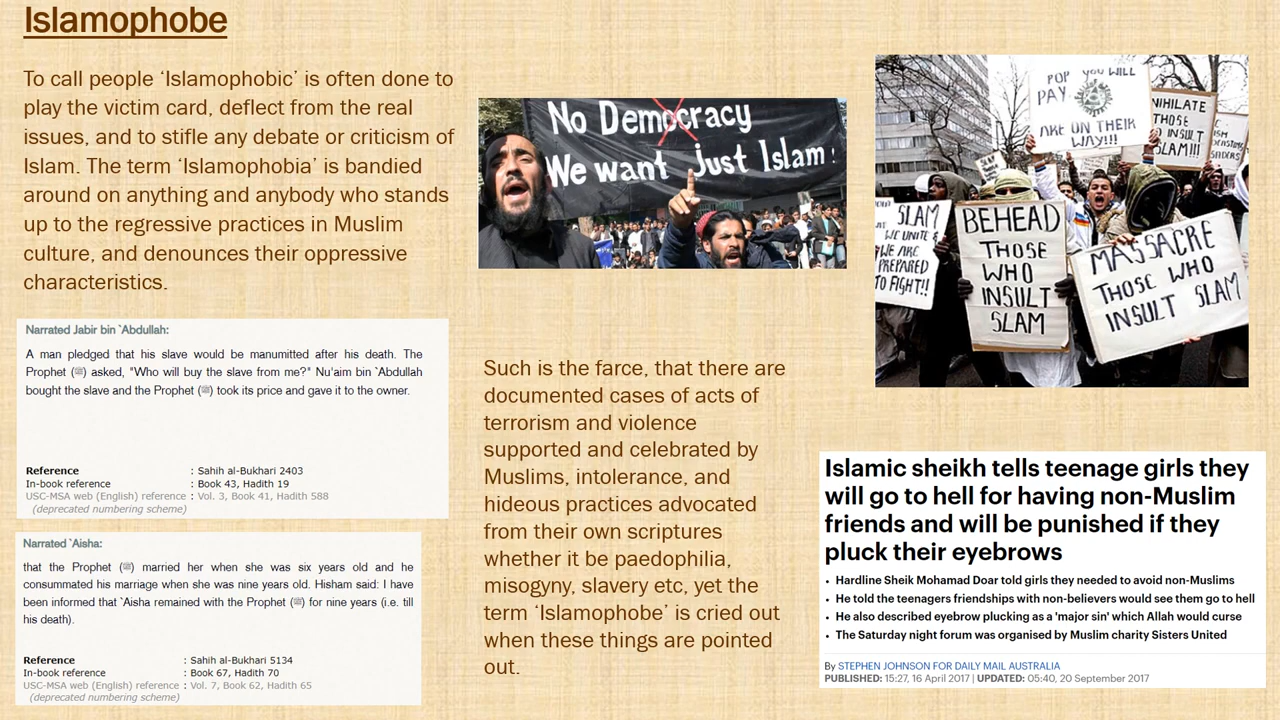 Islamophobe
To call people ‘Islamophobic’ is often done to
play the victim card, deflect from the real
issues, and to stifle any debate or criticism of
Islam. The term ‘Islamophobia’ is bandied
around on anything and anybody who stands
up to the regressive practices in Muslim
culture, and denounces their oppressive
characteristics.
Narrated Jabir bin `Abdullah:
A man pledged that his slave would be manumitted after his death. The
Prophet (ﷺ) asked, "Who will buy the slave from me?" Nu'aim bin `Abdullah
bought the slave and the Prophet (ﷺ) took its price and gave it to the owner.
Reference : Sahih al-Bukhari 2403
In-book reference : Book 43, Hadith 19
USC-MSA web (English) reference : Vol. 3, Book 41, Hadith 588
(deprecated numbering scheme)
Narrated `Aisha:
that the Prophet (ﷺ) married her when she was six years old and he
consummated his marriage when she was nine years old. Hisham said: I have
been informed that `Aisha remained with the Prophet (ﷺ) for nine years (i.e. till
his death).
Reference : Sahih al-Bukhari 5134
In-book reference : Book 67, Hadith 70
USC-MSA web (English) reference : Vol. 7, Book 62, Hadith 65
(deprecated numbering scheme)
No Democracy
We want just Islam!
Such is the farce, that there are
documented cases of acts of
terrorism and violence
supported and celebrated by
Muslims, intolerance, and
hideous practices advocated
from their own scriptures
whether it be paedophilia,
misogyny, slavery etc, yet the
term ‘Islamophobe’ is cried out
when these things are pointed
out.
YOU WILL
PAY
ARE ON THEIR
WAY!!!
NIHILATE
THOSE
INSULT
SLAM!!!
SLAM
WE UNITE &
WE ARE
PREPARED
TO FIGHT!!
BEHEAD
THOSE
WHO
INSULT
SLAM
MASSACRE
THOSE WHO
INSULT SLAM
Islamic sheikh tells teenage girls they
will go to hell for having non-Muslim
friends and will be punished if they
pluck their eyebrows
• Hardline Sheik Mohamad Doar told girls they needed to avoid non-Muslims
• He told the teenagers friendships with non-believers would see them go to hell
• He also described eyebrow plucking as a 'major sin' which Allah would curse
• The Saturday night forum was organised by Muslim charity Sisters United
By STEPHEN JOHNSON FOR DAILY MAIL AUSTRALIA
PUBLISHED: 15:27, 16 April 2017 | UPDATED: 05:40, 20 September 2017